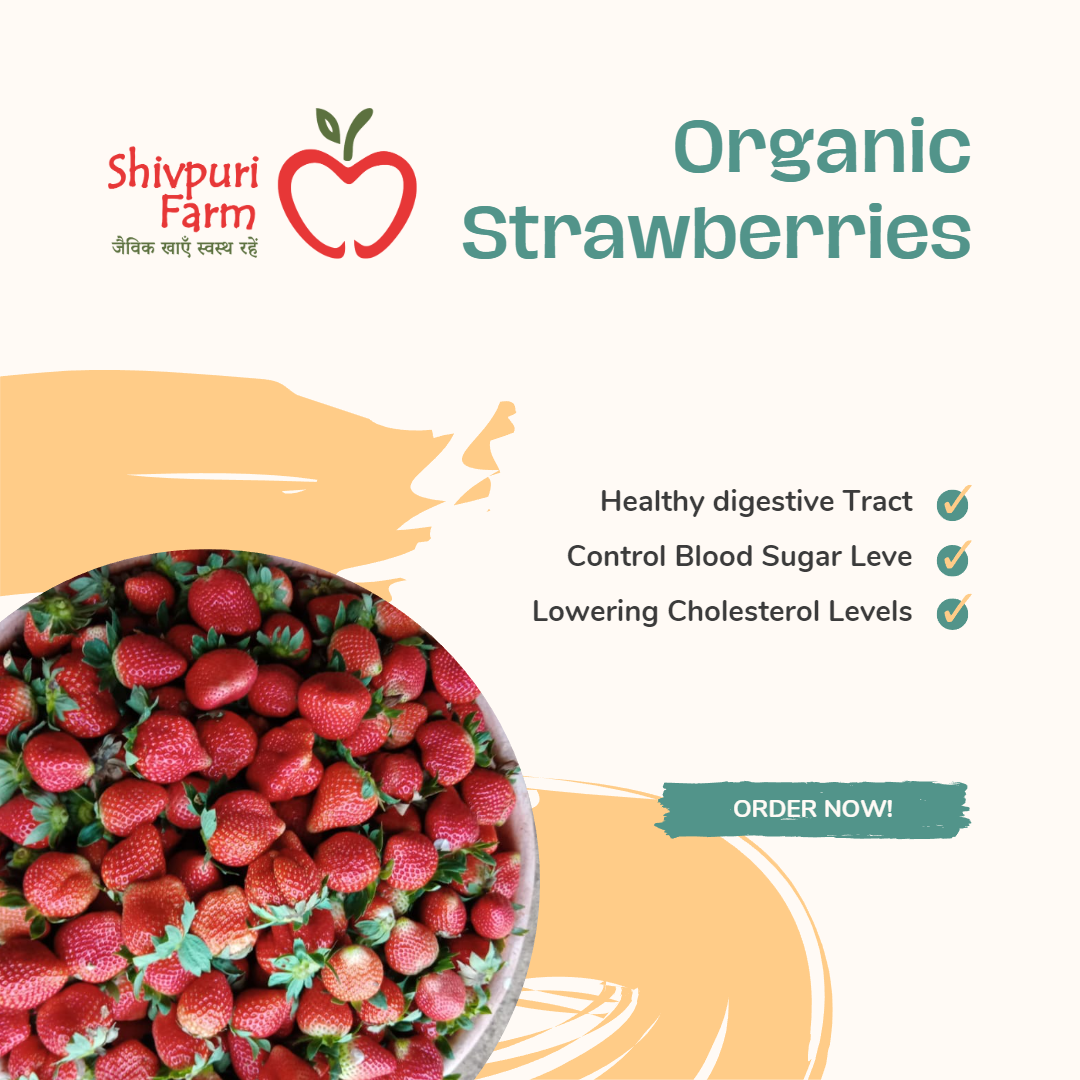 Shivpuri
Farm
जैविक खाएँ स्वस्थ रहें
Organic
Strawberries
Healthy digestive Tract
Control Blood Sugar Leve
Lowering Cholesterol Levels
ORDER NOW!